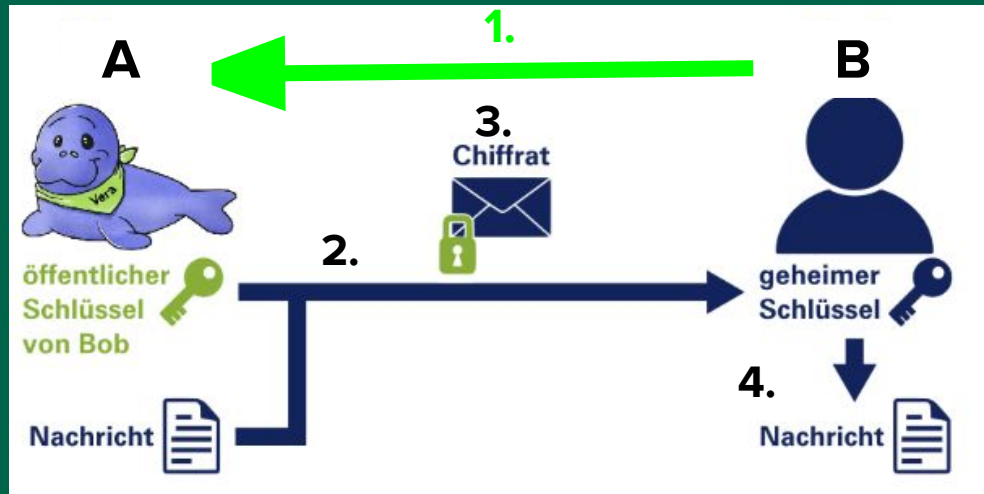 1.
A
B
3.
Chiffrat
Vera
2.
öffentlicher
Schlüssel
von Bob
geheimer
Schlüssel
4.
Nachricht
Nachricht